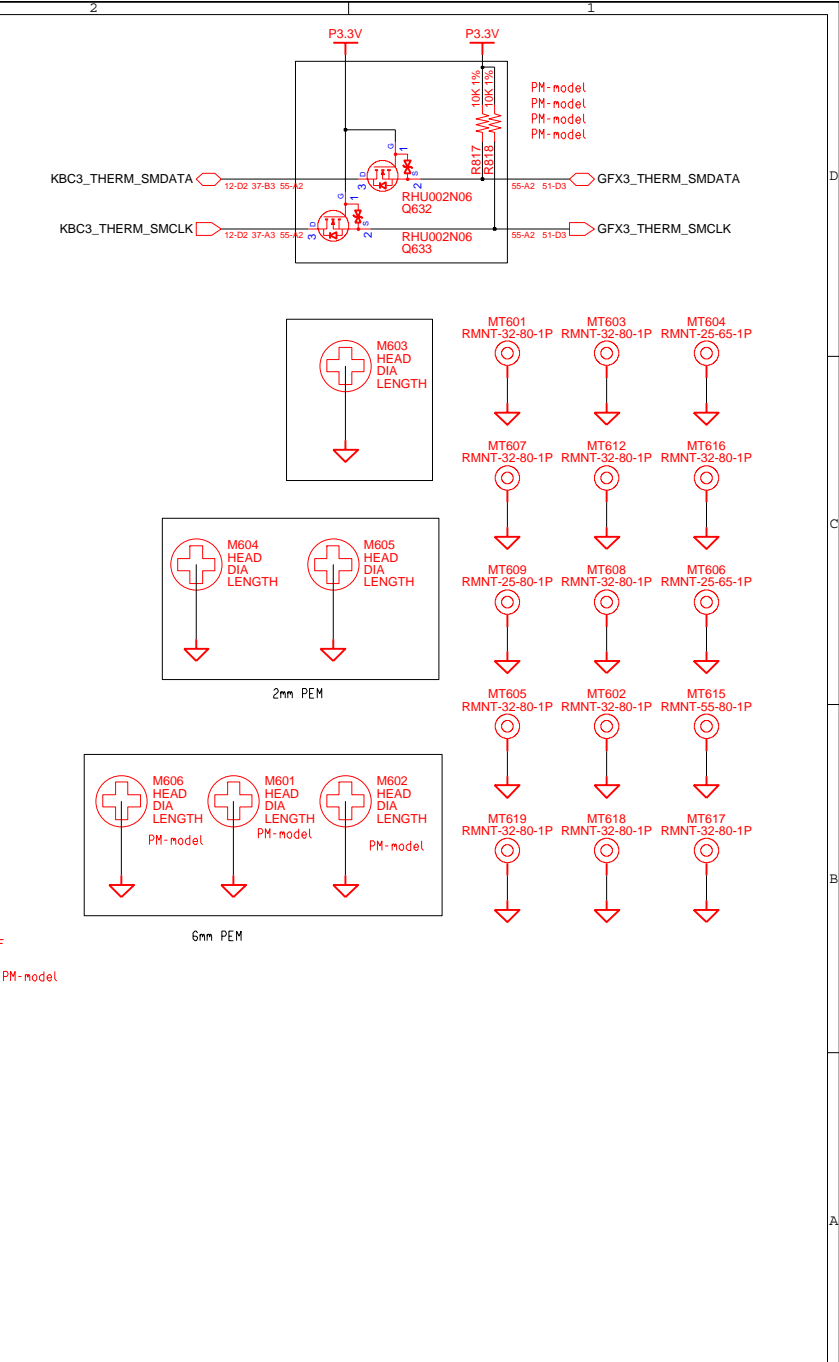 2
1
P3.3V
P3.3V
10K 1%
10K 1%
R817
R818
PM-model
PM-model
PM-model
PM-model
D
G
1
D
3
S
2
KBC3_THERM_SMDATA
12-D2 37-B3 55-A2
55-A2 51-D3
GFX3_THERM_SMDATA
RHU002N06
Q632
G
1
D
3
S
2
KBC3_THERM_SMCLK
12-D2 37-A3 55-A2
55-A2 51-D3
GFX3_THERM_SMCLK
RHU002N06
Q633
M603
HEAD
DIA
LENGTH
MT601 MT603 MT604
RMNT-32-80-1P RMNT-32-80-1P RMNT-25-65-1P
MT607 MT612 MT616
RMNT-32-80-1P RMNT-32-80-1P RMNT-32-80-1P
C
M604
HEAD
DIA
LENGTH
M605
HEAD
DIA
LENGTH
2mm PEM
MT609 MT608 MT606
RMNT-25-80-1P RMNT-32-80-1P RMNT-25-65-1P
MT605 MT602 MT615
RMNT-32-80-1P RMNT-32-80-1P RMNT-55-80-1P
M606
HEAD
DIA
LENGTH
PM-model
M601
HEAD
DIA
LENGTH
PM-model
M602
HEAD
DIA
LENGTH
PM-model
6mm PEM
MT619 MT618 MT617
RMNT-32-80-1P RMNT-32-80-1P RMNT-32-80-1P
B
PM-model
A